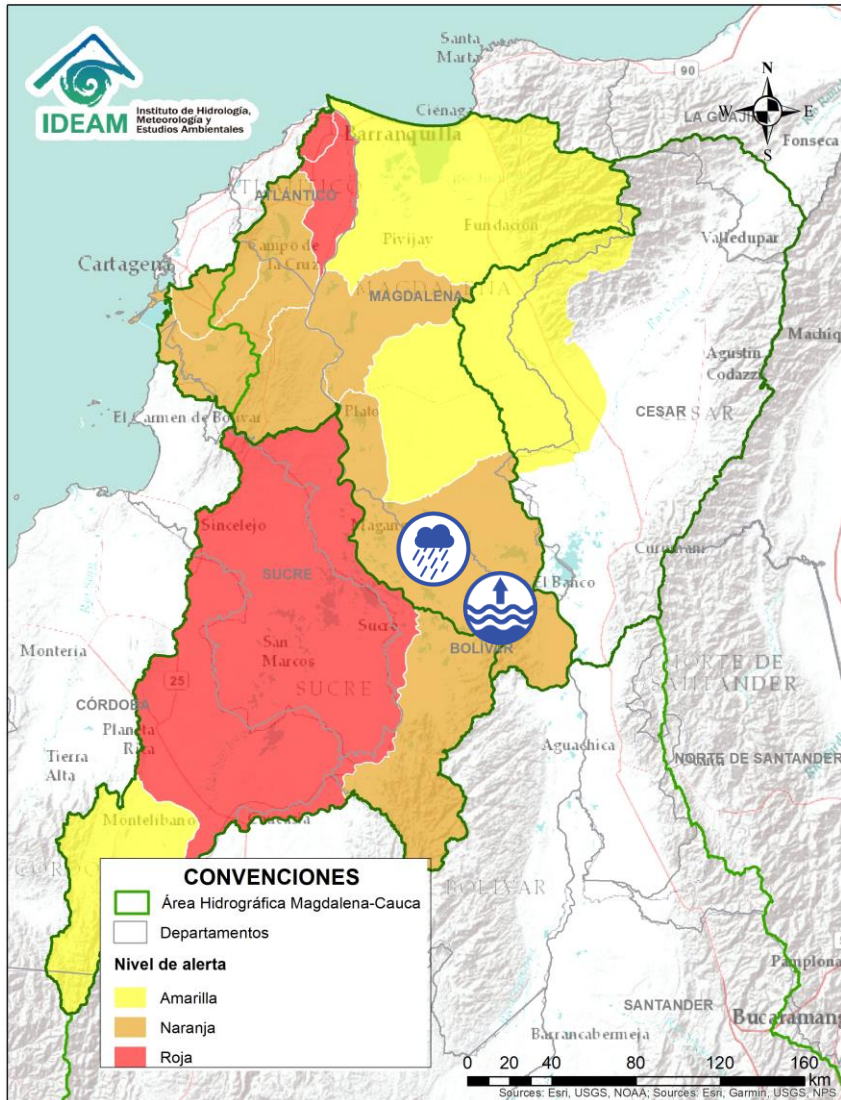 IDEAM
Instituto de Hidrología,
Meteorología y
Estudios Ambientales
Santa
Marta
90
N
W
E
S
Ciénaga
LA GUAJIRA
Fonseca
Barranquilla
ATLÁNTICO
Fundación
Valledupar
Pivijay
Campo de
la Cruz
Cartagena
MAGDALENA
Agustín
Codazzi
Plato
CESAR
CESAR
El Carmen de Bolívar
Sincelejo
SUCRE
El Banco
Sucre
San
Marcos
SUCRE
BOLÍVAR
Montería
25
CÓRDOBA
Planeta
Rica
Tierra
Alta
NORTE DE
SANTANDER
Aguachica
NORTE DE SANTANDER
Montelíbano
BOLÍVAR
CONVENCIONES
Área Hidrográfica Magdalena-Cauca
Departamentos
Nivel de alerta
Amarilla
Naranja
Roja
Pamplona
SANTANDER
Barrancabermeja
0 20 40 80 120 160
Km
Sources: Esri, USGS, NOAA; Sources: Esri, Garmin, USGS, NPS